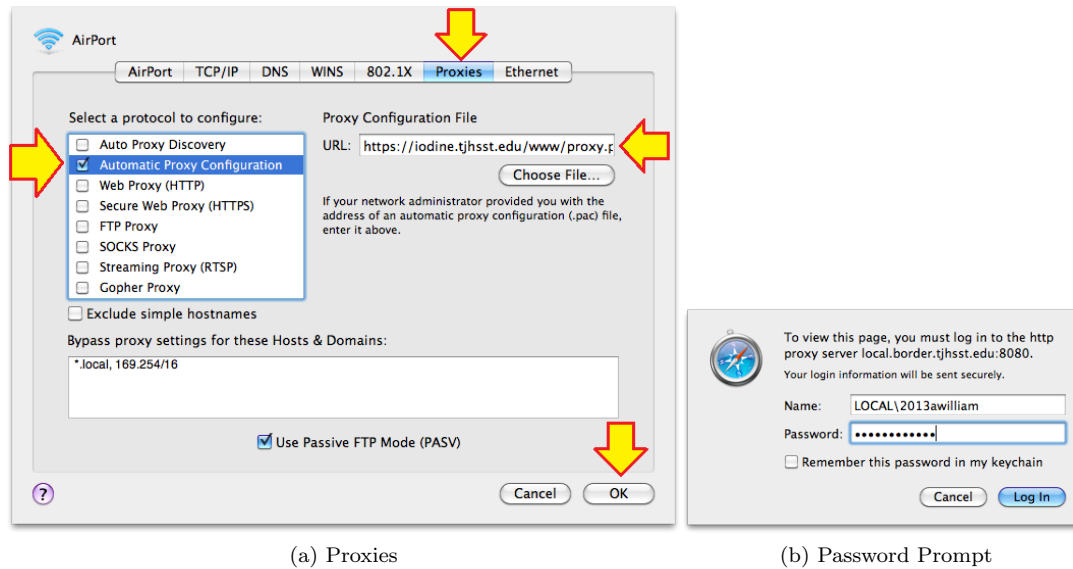 AirPort
AirPort TCP/IP DNS WINS 802.1X Proxies Ethernet
Select a protocol to configure:
Auto Proxy Discovery
Automatic Proxy Configuration
Web Proxy (HTTP)
Secure Web Proxy (HTTPS)
FTP Proxy
SOCKS Proxy
Streaming Proxy (RTSP)
Gopher Proxy
Exclude simple hostnames
Proxy Configuration File
URL: https://iodine.tjhsst.edu/www/proxy.p
Choose File...
If your network administrator provided you with the
address of an automatic proxy configuration (.pac) file,
enter it above.
Bypass proxy settings for these Hosts & Domains:
*.local, 169.254/16
Use Passive FTP Mode (PASV)
?
Cancel OK
(a) Proxies
To view this page, you must log in to the http
proxy server local.border.tjhsst.edu:8080.
Your login information will be sent securely.
Name: LOCAL\2013awilliam
Password: ••••••••••••
Remember this password in my keychain
Cancel Log In
(b) Password Prompt